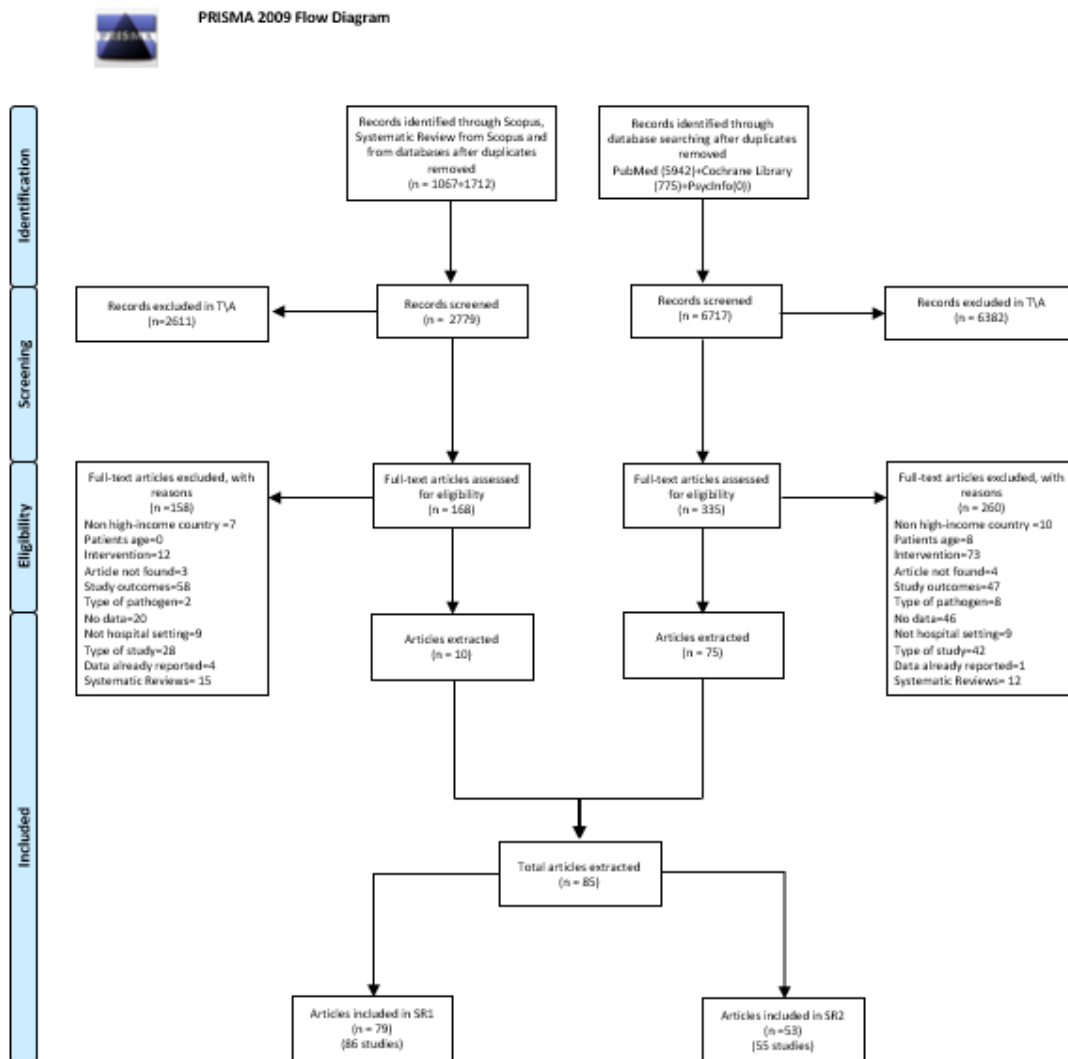 PRISMA
PRISMA 2009 Flow Diagram
Identification
Records identified through Scopus,
Systematic Review from Scopus and
from databases after duplicates
removed
(n = 1067+1712)
Records identified through
database searching after duplicates
removed
PubMed (5942)+Cochrane Library
(775)+PsycInfo(0))
Screening
Records excluded in T\A
(n=2611)
Records screened
(n = 2779)
Records screened
(n = 6717)
Records excluded in T\A
(n = 6382)
Eligibility
Full-text articles excluded, with
reasons
(n =158)
Non high-income country =7
Patients age=0
Intervention=12
Article not found=3
Study outcomes=58
Type of pathogen=2
No data=20
Not hospital setting=9
Type of study=28
Data already reported=4
Systematic Reviews= 15
Full-text articles assessed
for eligibility
(n = 168)
Full-text articles assessed
for eligibility
(n = 335)
Full-text articles excluded, with
reasons
(n = 260)
Non high-income country =10
Patients age=8
Intervention=73
Article not found=4
Study outcomes=47
Type of pathogen=8
No data=46
Not hospital setting=9
Type of study=42
Data already reported=1
Systematic Reviews= 12
Included
Articles extracted
(n = 10)
Articles extracted
(n = 75)
Total articles extracted
(n = 85)
Articles included in SR1
(n = 79)
(86 studies)
Articles included in SR2
(n =53)
(55 studies)